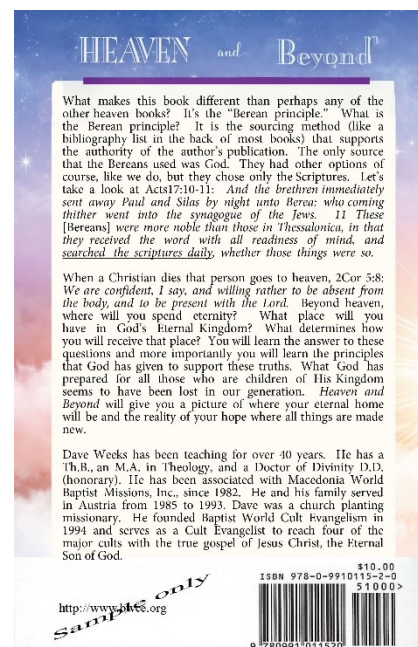 HEAVEN and Beyond
What makes this book different than perhaps any of the
other heaven books? It's the “Berean principle.” What is
the Berean principle? It is the sourcing method (like a
bibliography list in the back of most books) that supports
the authority of the author's publication. The only source
that the Bereans used was God. They had other options of
course, like we do, but they chose only the Scriptures. Let's
take a look at Acts17:10-11: And the brethren immediately
sent away Paul and Silas by night unto Berea: who coming
thither went into the synagogue of the Jews. 11 These
[Bereans] were more noble than those in Thessalonica, in that
they received the word with all readiness of mind, and
searched the scriptures daily, whether those things were so.
When a Christian dies that person goes to heaven, 2Cor 5:8:
We are confident, I say, and willing rather to be absent from
the body, and to be present with the Lord. Beyond heaven,
where will you spend eternity? What place will you
have in God's Eternal Kingdom? What determines how
you will receive that place? You will learn the answer to these
questions and more importantly you will learn the principles
that God has given to support these truths. What God has
prepared for all those who are children of His Kingdom
seems to have been lost in our generation. Heaven and
Beyond will give you a picture of where your eternal home
will be and the reality of your hope where all things are made
new.
Dave Weeks has been teaching for over 40 years. He has a
Th.B., an M.A. in Theology, and a Doctor of Divinity D.D.
(honorary). He has been associated with Macedonia World
Baptist Missions, Inc., since 1982. He and his family served
in Austria from 1985 to 1993. Dave was a church planting
missionary. He founded Baptist World Cult Evangelism in
1994 and serves as a Cult Evangelist to reach four of the
major cults with the true gospel of Jesus Christ, the Eternal
Son of God.
$10.00
ISBN 978-0-9910115-2-0
51000>
Sample only
9 780991 011520